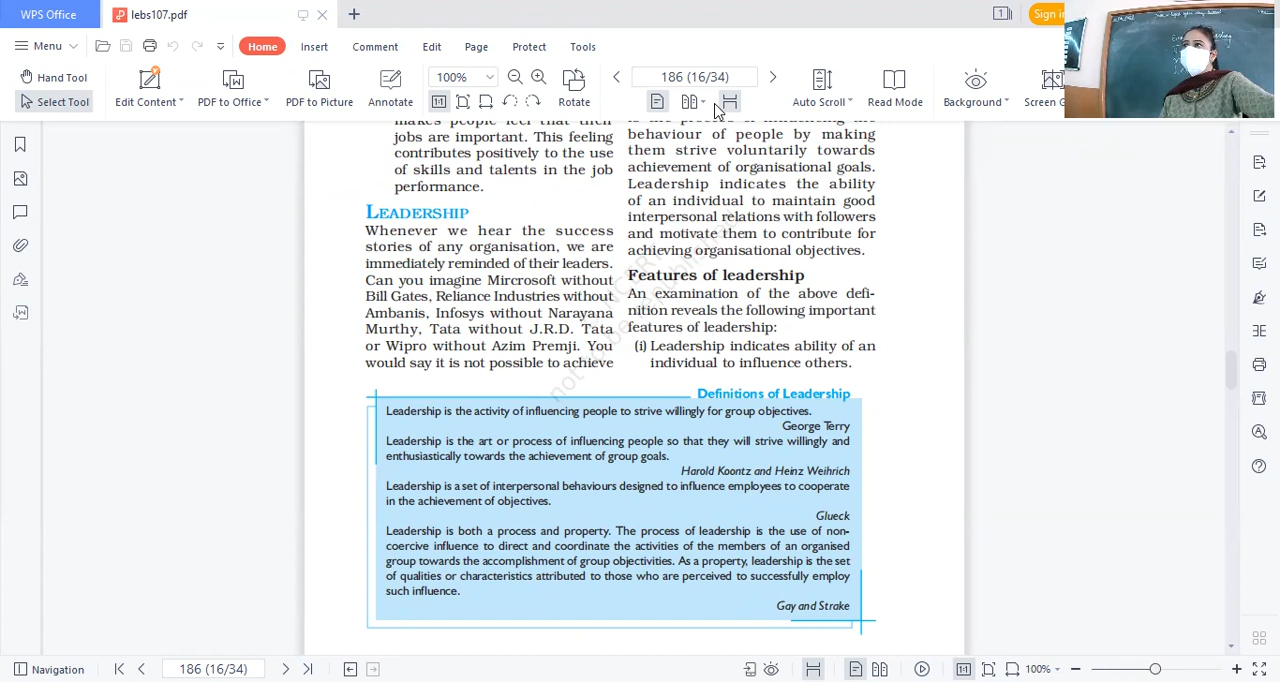 WPS Office
lebs107.pdf
1
Sign in
Menu
Home
Insert
Comment
Edit
Page
Protect
Tools
Hand Tool
Select Tool
Edit Content
PDF to Office
PDF to Picture
Annotate
100%
Rotate
186 (16/34)
Auto Scroll
Read Mode
Background
Screen G
makes people feel that their
jobs are important. This feeling
contributes positively to the use
of skills and talents in the job
performance.
LEADERSHIP
Whenever we hear the success
stories of any organisation, we are
immediately reminded of their leaders.
Can you imagine Mircrosoft without
Bill Gates, Reliance Industries without
Ambanis, Infosys without Narayana
Murthy, Tata without J.R.D. Tata
or Wipro without Azim Premji. You
would say it is not possible to achieve
is the process of influencing the
behaviour of people by making
them strive voluntarily towards
achievement of organisational goals.
Leadership indicates the ability
of an individual to maintain good
interpersonal relations with followers
and motivate them to contribute for
achieving organisational objectives.
Features of leadership
An examination of the above defi-
nition reveals the following important
features of leadership:
(i) Leadership indicates ability of an
individual to influence others.
Definitions of Leadership
Leadership is the activity of influencing people to strive willingly for group objectives.
George Terry
Leadership is the art or process of influencing people so that they will strive willingly and
enthusiastically towards the achievement of group goals.
Harold Koontz and Heinz Weihrich
Leadership is a set of interpersonal behaviours designed to influence employees to cooperate
in the achievement of objectives.
Glueck
Leadership is both a process and property. The process of leadership is the use of non-
coercive influence to direct and coordinate the activities of the members of an organised
group towards the accomplishment of group objectivities. As a property, leadership is the set
of qualities or characteristics attributed to those who are perceived to successfully employ
such influence.
Gay and Strake
Navigation
186 (16/34)
100%